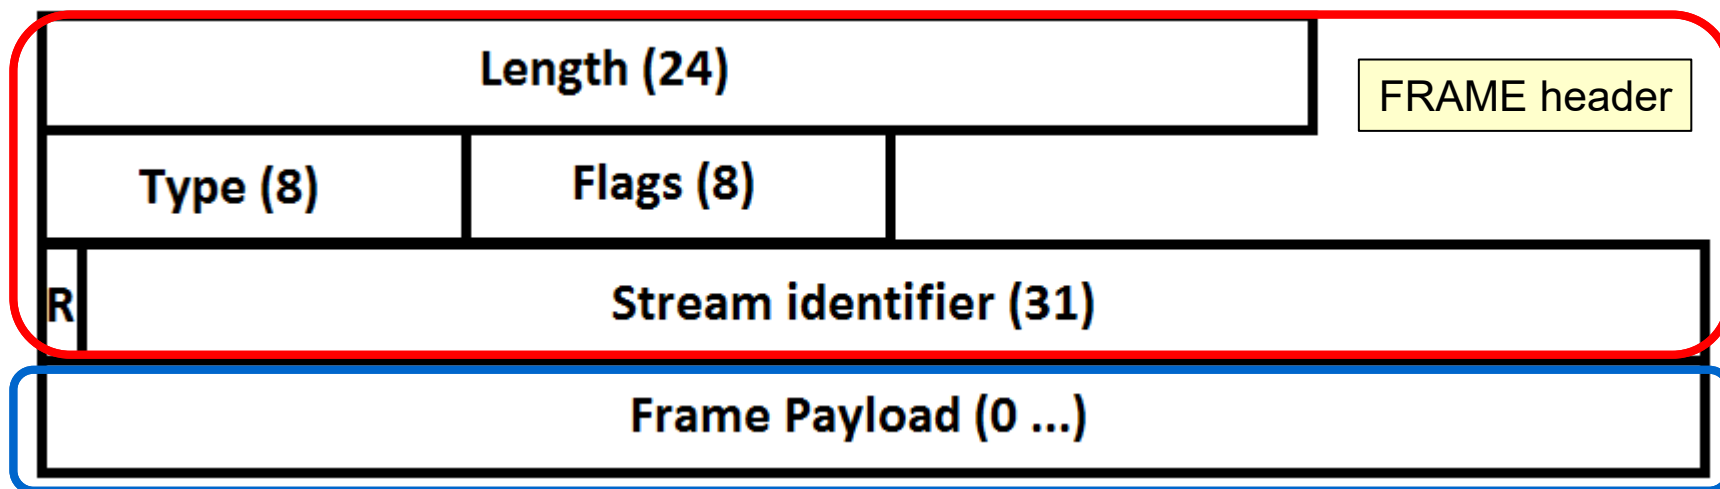 Length (24)
FRAME header
Type (8) Flags (8)
R Stream identifier (31)
Frame Payload (0 ...)